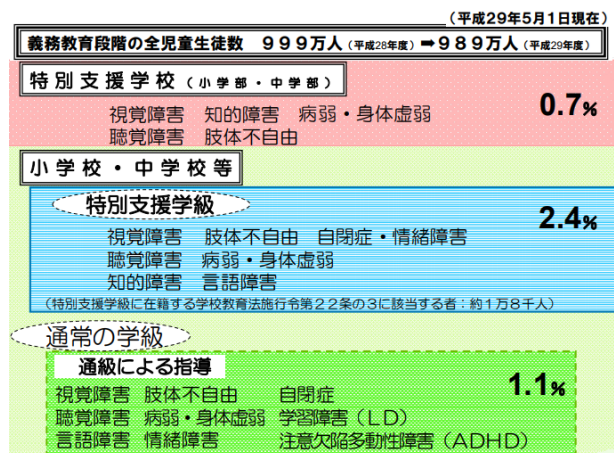 (平成29年5月1日現在)
義務教育段階の全児童生徒数 999万人(平成28年度)➡989万人(平成29年度)
特別支援学校(小学部・中学部)
0.7%
視覚障害 知的障害 病弱・身体虚弱
聴覚障害 肢体不自由
小学校・中学校等
特別支援学級
2.4%
視覚障害 肢体不自由 自閉症・情緒障害
聴覚障害 病弱・身体虚弱
知的障害 言語障害
(特別支援学級に在籍する学校教育法施行令第22条の3に該当する者:約1万8千人)
通常の学級
通級による指導
1.1%
視覚障害 肢体不自由 自閉症
聴覚障害 病弱・身体虚弱 学習障害(LD)
言語障害 情緒障害 注意欠陥多動性障害(ADHD)